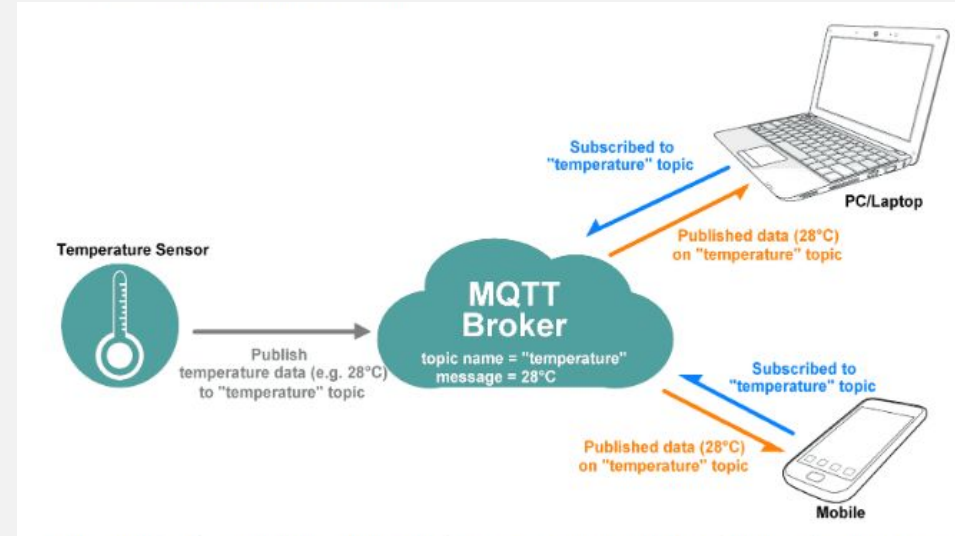 Subscribed to
"temperature" topic
PC/Laptop
Published data (28°C)
on "temperature" topic
Temperature Sensor
MQTT
Broker
topic name = "temperature"
message = 28°C
Publish
temperature data (e.g. 28°C)
to "temperature" topic
Subscribed to
"temperature" topic
Published data (28°C)
on "temperature" topic
Mobile